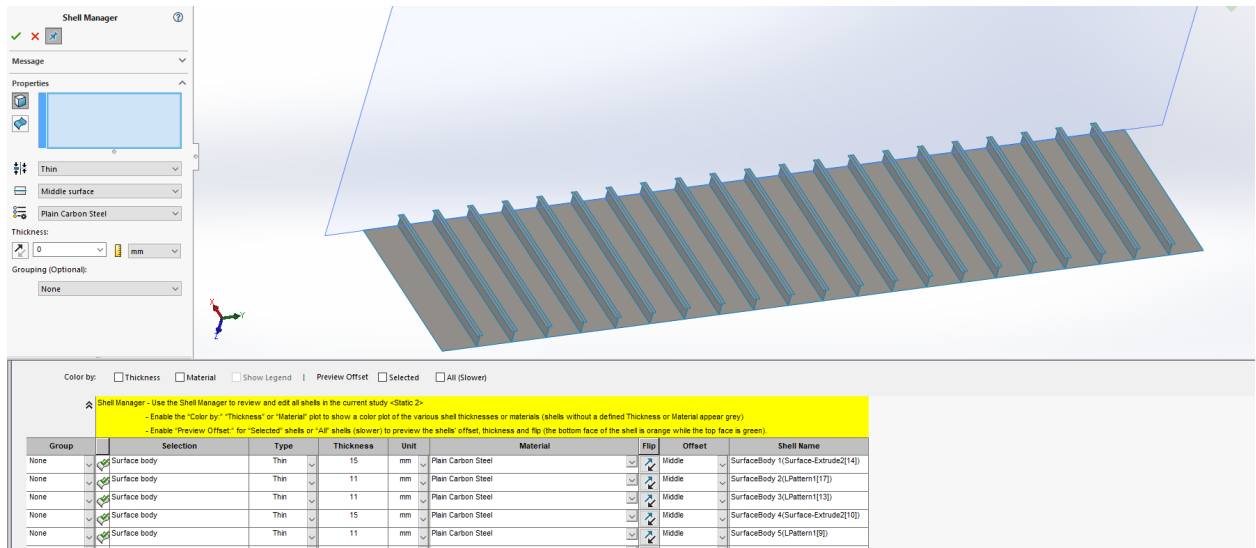 Shell Manager
Message
Properties
Thin
Middle surface
Plain Carbon Steel
Thickness:
0 mm
Grouping (Optional):
None
X
Y
Z
Color by: Thickness Material Show Legend | Preview Offset Selected All (Slower)
Shell Manager - Use the Shell Manager to review and edit all shells in the current study <Static 2>
- Enable the "Color by:" "Thickness" or "Material" plot to show a color plot of the various shell thicknesses or materials (shells without a defined Thickness or Material appear grey)
- Enable "Preview Offset:" for "Selected" shells or "All" shells (slower) to preview the shells' offset, thickness and flip (the bottom face of the shell is orange while the top face is green).
Group Selection Type Thickness Unit Material Flip Offset Shell Name
None Surface body Thin 15 mm Plain Carbon Steel Middle SurfaceBody 1(Surface-Extrude2[14])
None Surface body Thin 11 mm Plain Carbon Steel Middle SurfaceBody 2(LPattern1[17])
None Surface body Thin 11 mm Plain Carbon Steel Middle SurfaceBody 3(LPattern1[13])
None Surface body Thin 15 mm Plain Carbon Steel Middle SurfaceBody 4(Surface-Extrude2[10])
None Surface body Thin 11 mm Plain Carbon Steel Middle SurfaceBody 5(LPattern1[9])